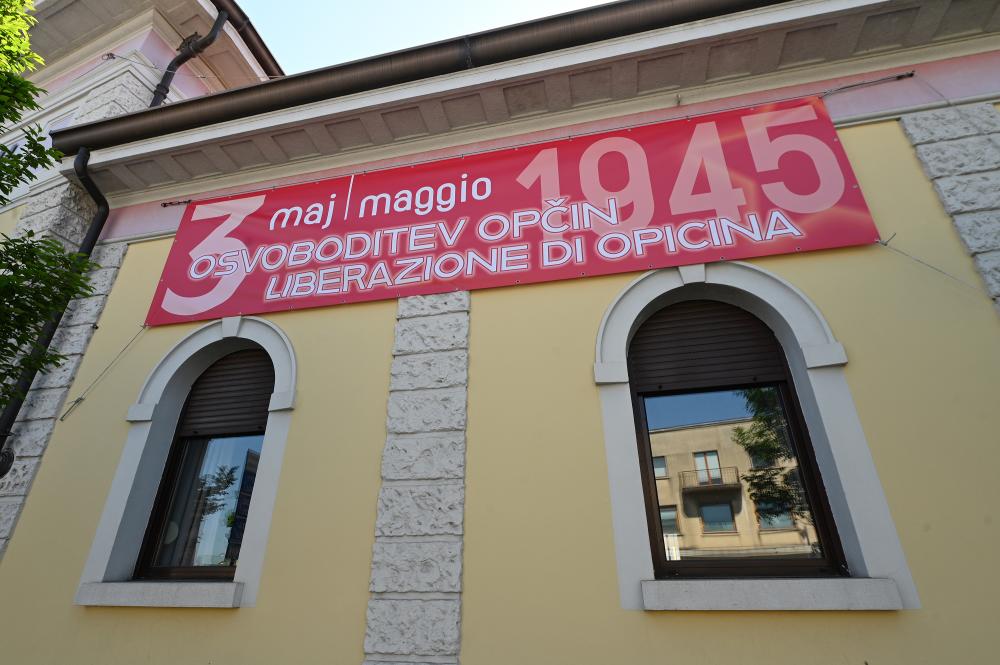 3 maj | maggio 1945
OSVOBODITEV OPČIN
LIBERAZIONE DI OPICINA